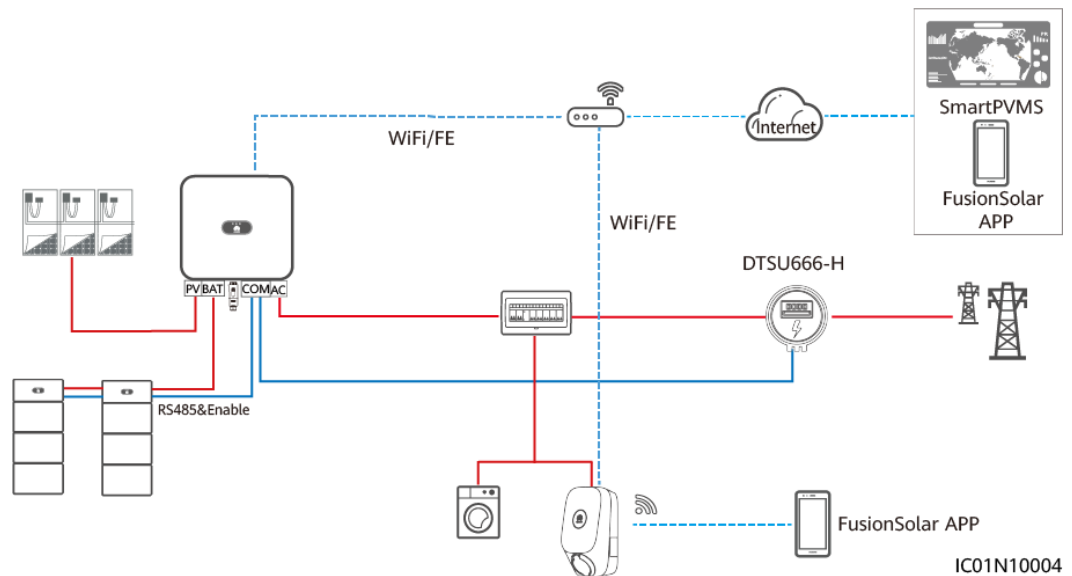 SmartPVMS
FusionSolar
APP
Internet
WiFi/FE
WiFi/FE
DTSU666-H
PV
BAT
COM
AC
RS485&Enable
FusionSolar APP
IC01N10004